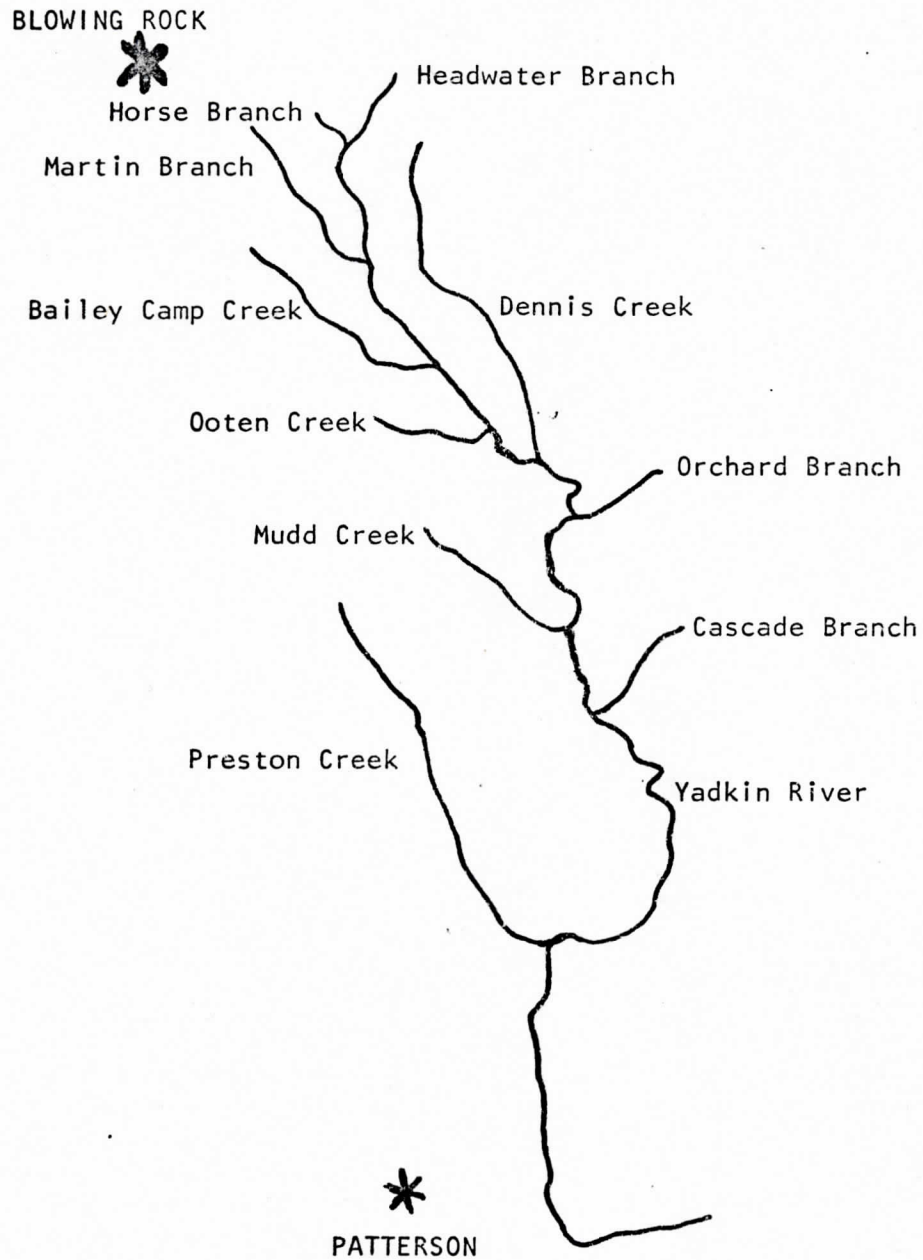 BLOWING ROCK
Headwater Branch
Horse Branch
Martin Branch
Bailey Camp Creek
Dennis Creek
Ooten Creek
Orchard Branch
Mudd Creek
Cascade Branch
Preston Creek
Yadkin River
PATTERSON